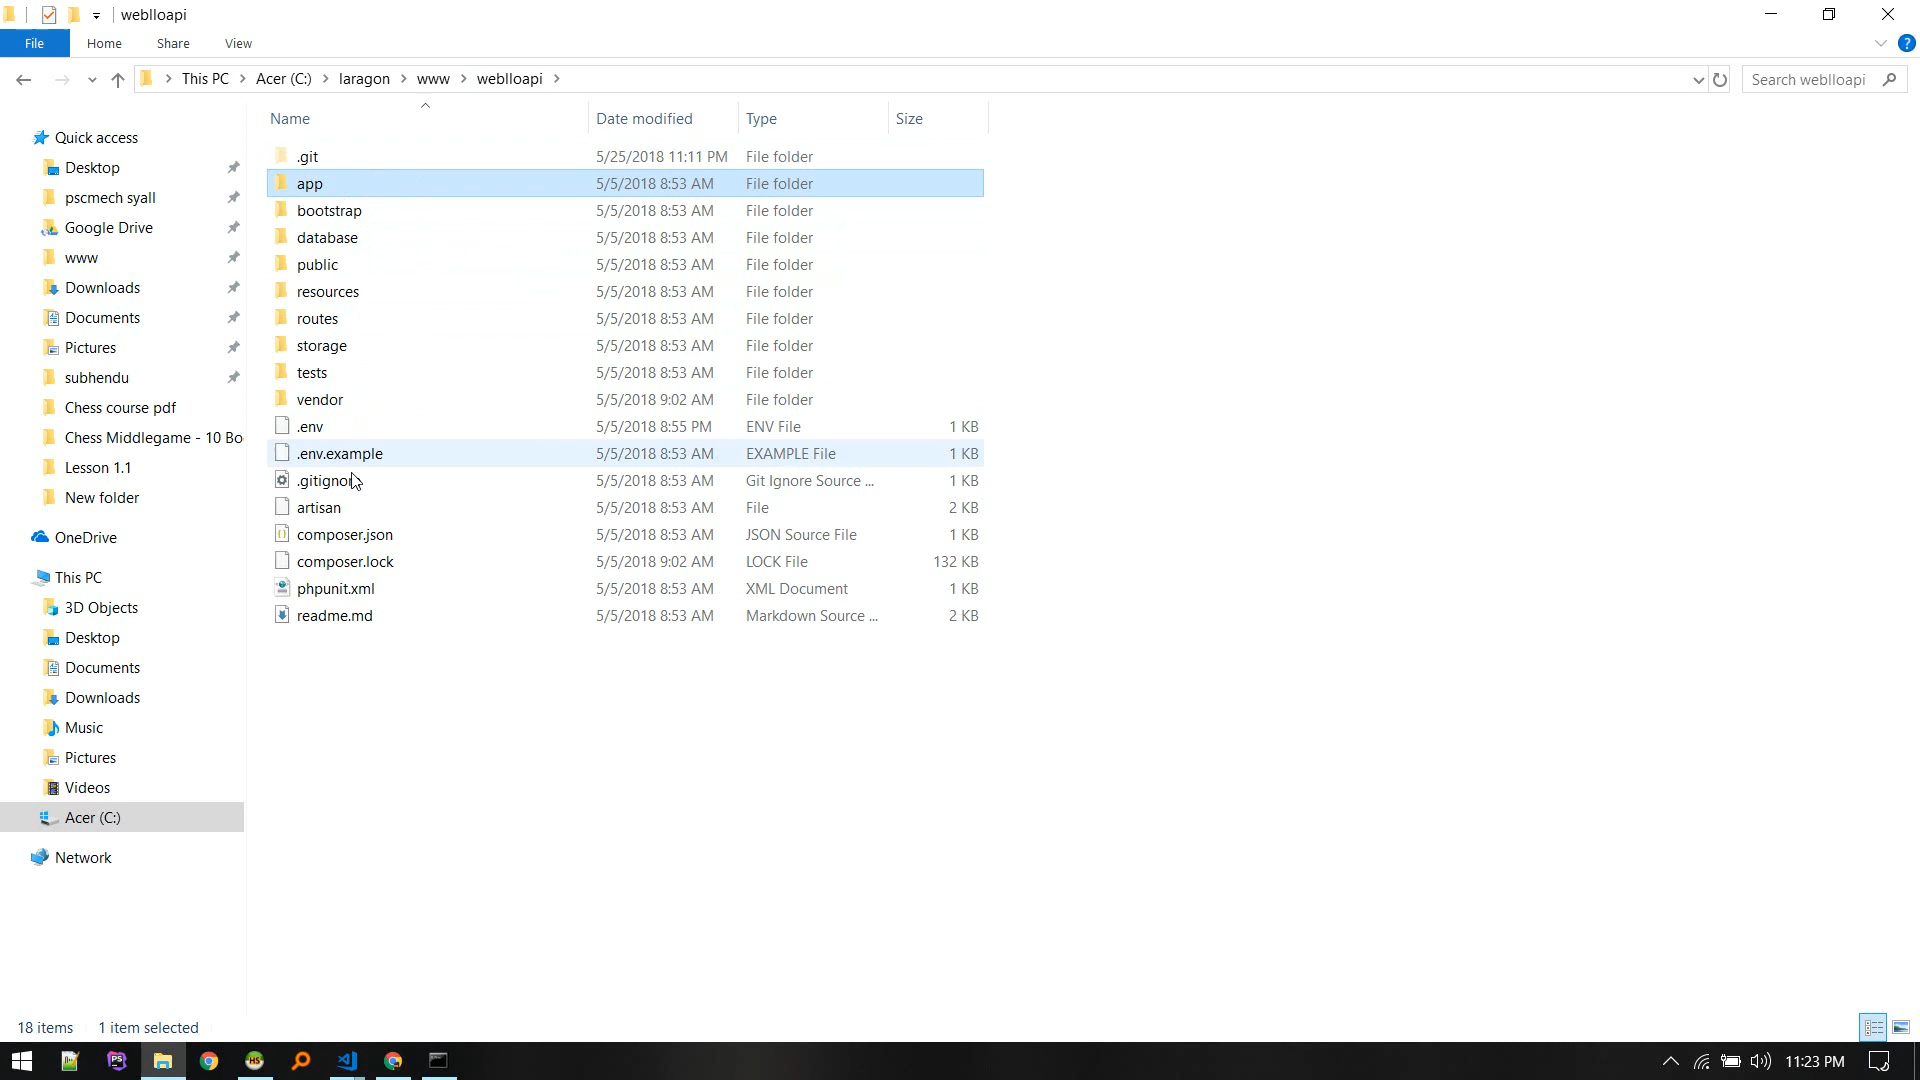 weblloapi
File Home Share View
This PC > Acer (C:) > laragon > www > weblloapi >
Search weblloapi
Name Date modified Type Size
Quick access
Desktop
pscmech syall
Google Drive
www
Downloads
Documents
Pictures
subhendu
Chess course pdf
Chess Middlegame - 10 Bo
Lesson 1.1
New folder
OneDrive
This PC
3D Objects
Desktop
Documents
Downloads
Music
Pictures
Videos
Acer (C:)
Network
.git 5/25/2018 11:11 PM File folder
app 5/5/2018 8:53 AM File folder
bootstrap 5/5/2018 8:53 AM File folder
database 5/5/2018 8:53 AM File folder
public 5/5/2018 8:53 AM File folder
resources 5/5/2018 8:53 AM File folder
routes 5/5/2018 8:53 AM File folder
storage 5/5/2018 8:53 AM File folder
tests 5/5/2018 8:53 AM File folder
vendor 5/5/2018 9:02 AM File folder
.env 5/5/2018 8:55 PM ENV File 1 KB
.env.example 5/5/2018 8:53 AM EXAMPLE File 1 KB
.gitignore 5/5/2018 8:53 AM Git Ignore Source ... 1 KB
artisan 5/5/2018 8:53 AM File 2 KB
composer.json 5/5/2018 8:53 AM JSON Source File 1 KB
composer.lock 5/5/2018 9:02 AM LOCK File 132 KB
phpunit.xml 5/5/2018 8:53 AM XML Document 1 KB
readme.md 5/5/2018 8:53 AM Markdown Source ... 2 KB
18 items 1 item selected
PS HS 11:23 PM